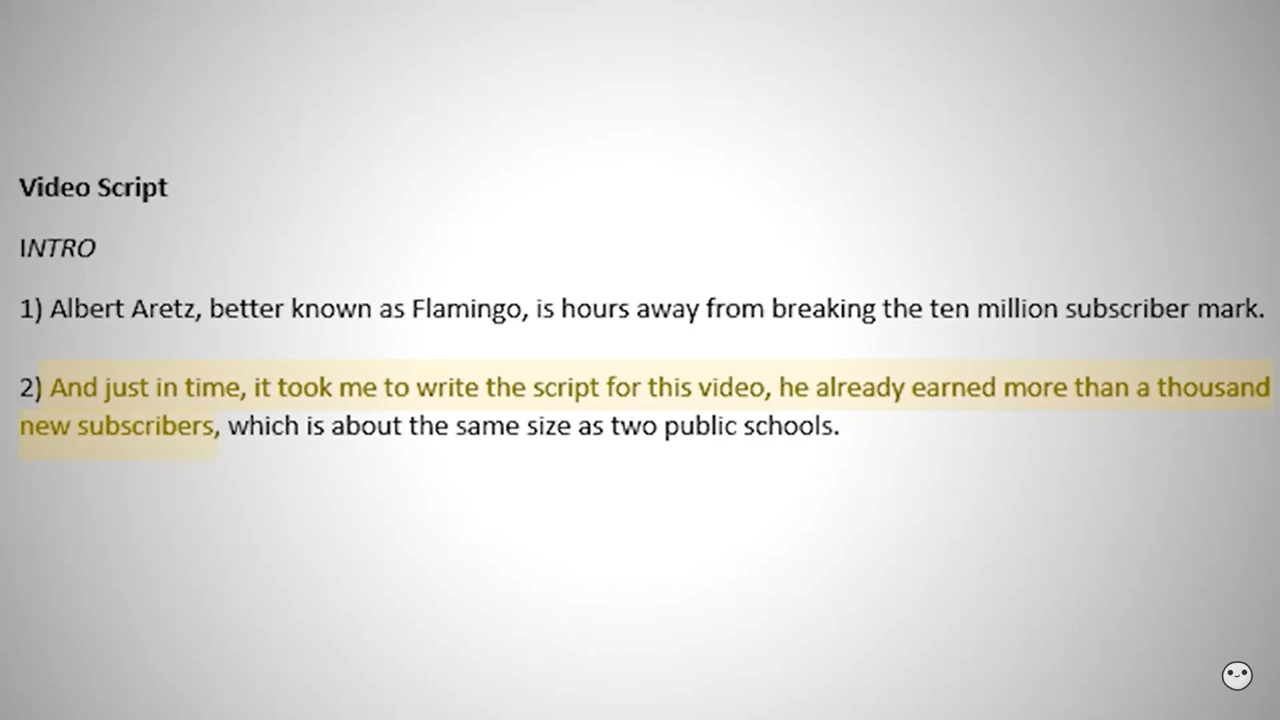 Video Script
INTRO
1) Albert Aretz, better known as Flamingo, is hours away from breaking the ten million subscriber mark.
2) And just in time, it took me to write the script for this video, he already earned more than a thousand
new subscribers, which is about the same size as two public schools.